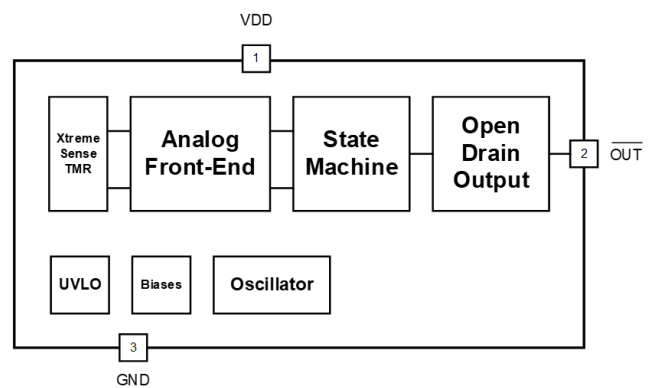 VDD
1
Xtreme
Sense
TMR
Analog
Front-End
State
Machine
Open
Drain
Output
2
OUT
UVLO
Biases
Oscillator
3
GND